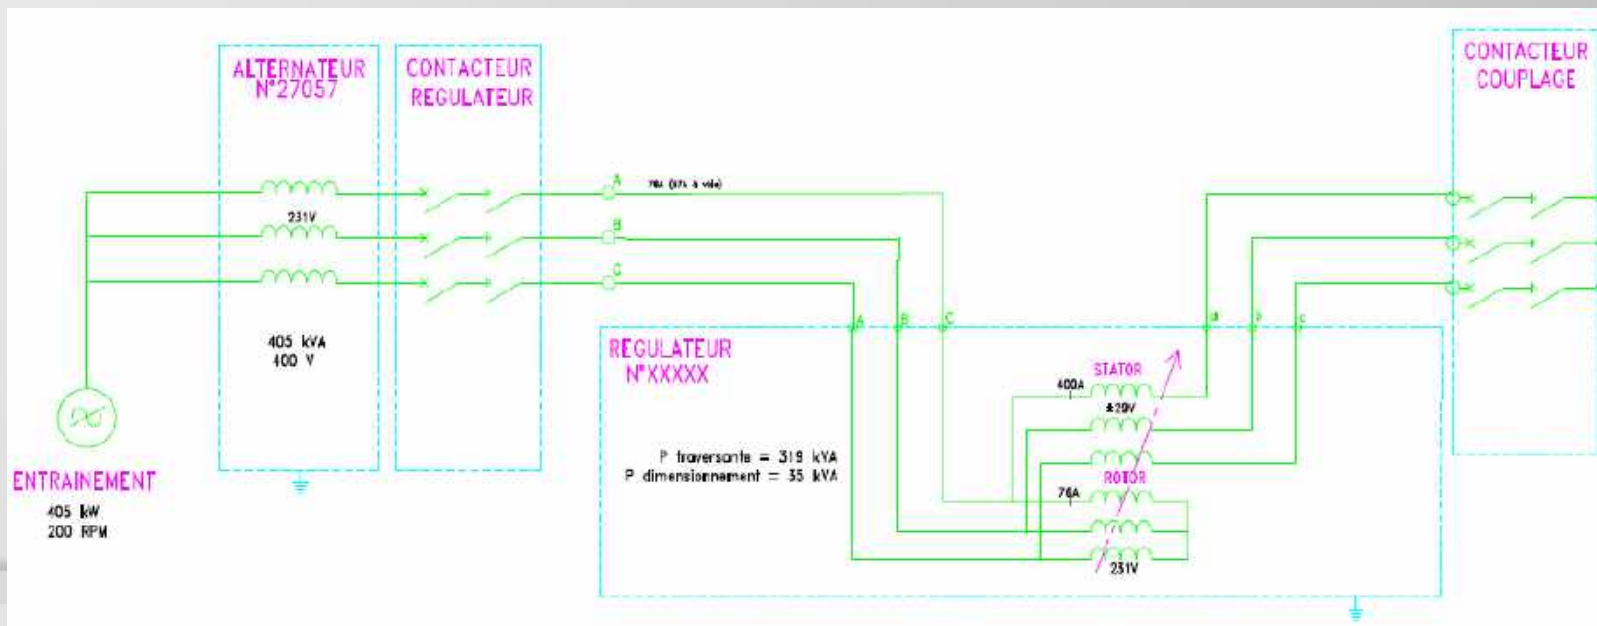 ALTERNATEUR
N°27057
CONTACTEUR
REGULATEUR
CONTACTEUR
COUPLAGE
A
231V
B
C
405 kVA
400 V
A
B
C
a
b
c
REGULATEUR
N°XXXXX
STATOR
400A
±29V
P traversante = 319 kVA
P dimensionnement = 35 kVA
ROTOR
76A
231V
ENTRAINEMENT
405 kW
200 RPM